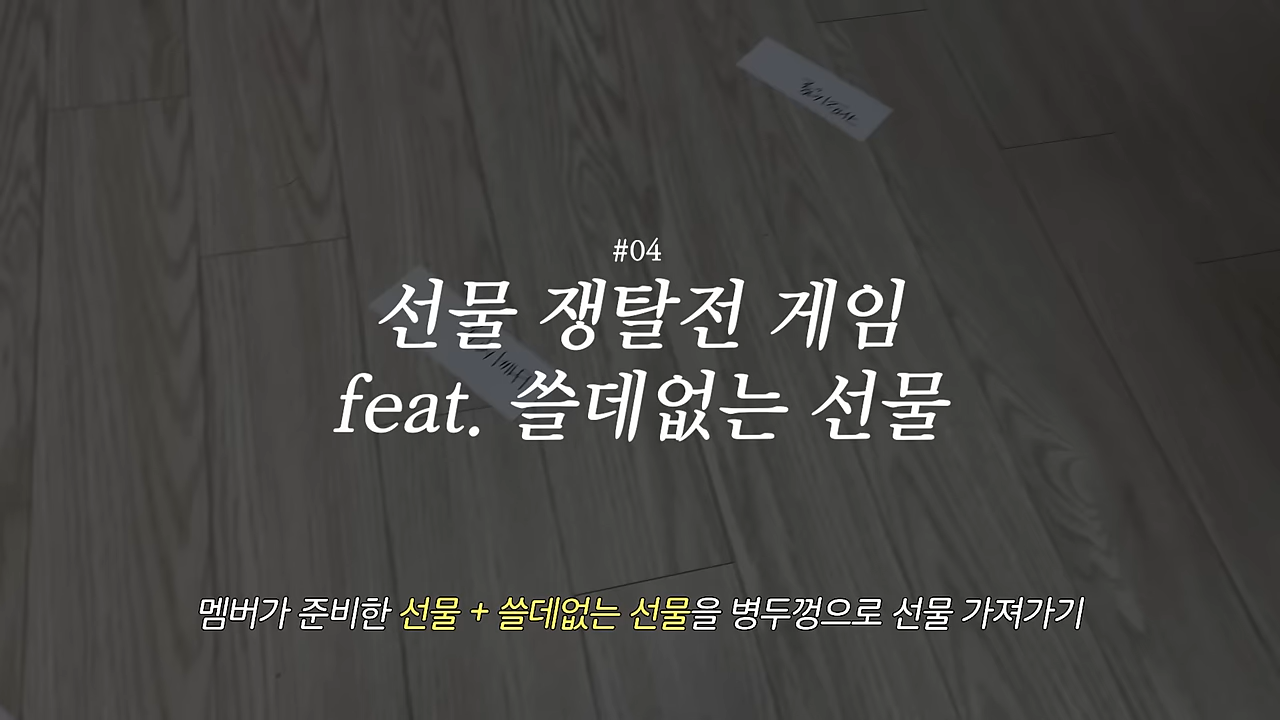 #04
선물 쟁탈전 게임
feat. 쓸데없는 선물
멤버가 준비한 선물 + 쓸데없는 선물을 병두껑으로 선물 가져가기